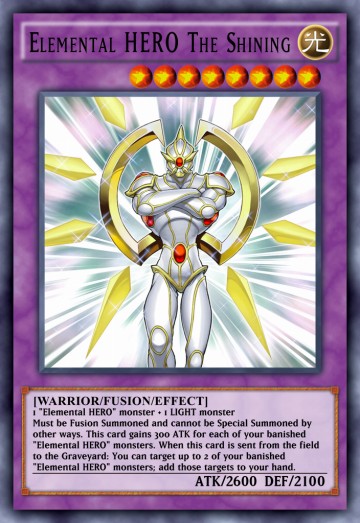 ELEMENTAL HERO THE SHINING
光
[WARRIOR/FUSION/EFFECT]
1 "Elemental HERO" monster + 1 LIGHT monster
Must be Fusion Summoned and cannot be Special Summoned by
other ways. This card gains 300 ATK for each of your banished
"Elemental HERO" monsters. When this card is sent from the field
to the Graveyard: You can target up to 2 of your banished
"Elemental HERO" monsters; add those targets to your hand.
ATK/2600 DEF/2100